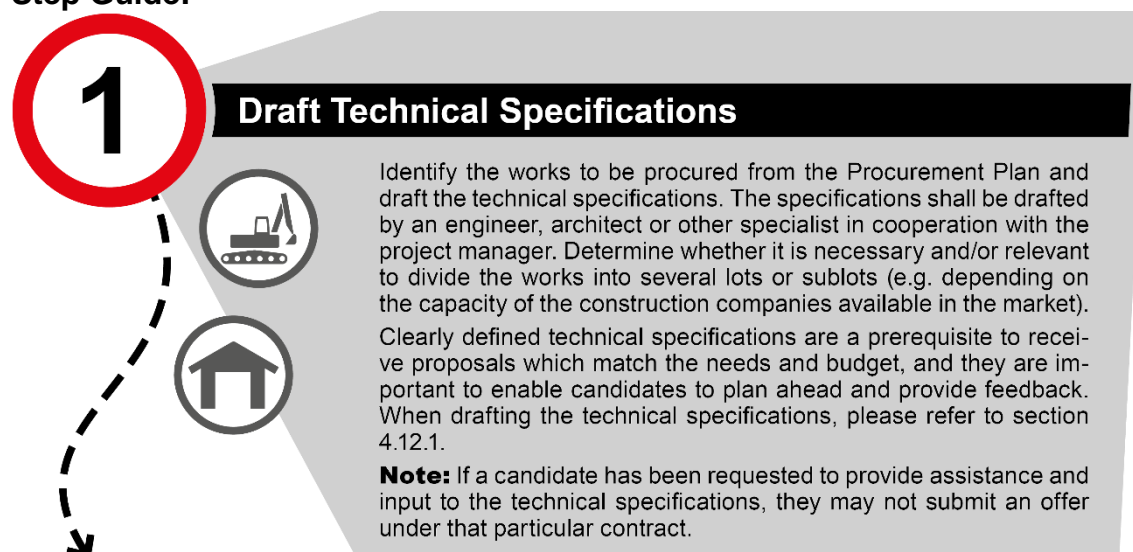 Step Guide:
1
Draft Technical Specifications
Identify the works to be procured from the Procurement Plan and
draft the technical specifications. The specifications shall be drafted
by an engineer, architect or other specialist in cooperation with the
project manager. Determine whether it is necessary and/or relevant
to divide the works into several lots or sublots (e.g. depending on
the capacity of the construction companies available in the market).
Clearly defined technical specifications are a prerequisite to recei-
ve proposals which match the needs and budget, and they are im-
portant to enable candidates to plan ahead and provide feedback.
When drafting the technical specifications, please refer to section
4.12.1.
Note: If a candidate has been requested to provide assistance and
input to the technical specifications, they may not submit an offer
under that particular contract.